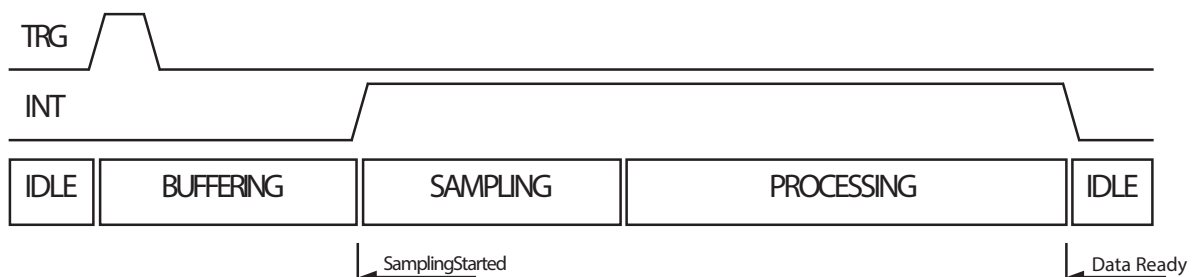 TRG
INT
IDLE BUFFERING SAMPLING PROCESSING IDLE
SamplingStarted Data Ready